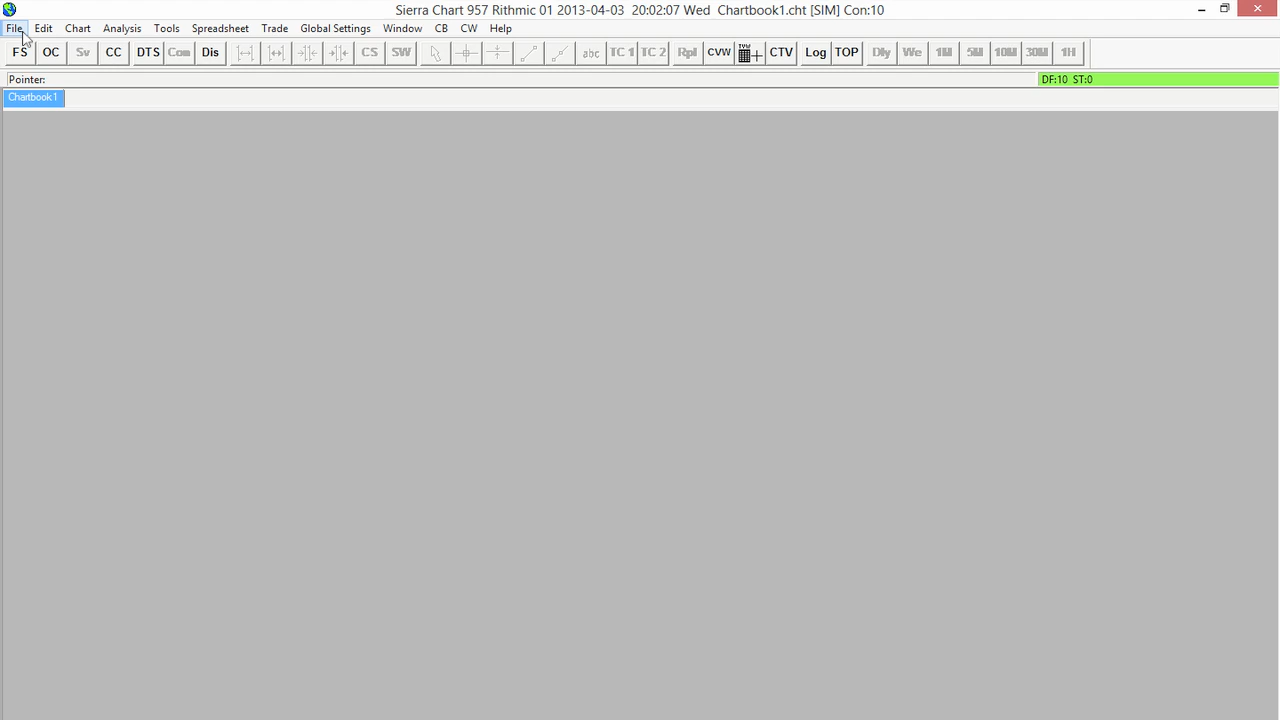 Sierra Chart 957 Rithmic 01 2013-04-03 20:02:07 Wed Chartbook1.cht [SIM] Con:10
File Edit Chart Analysis Tools Spreadsheet Trade Global Settings Window CB CW Help
FS OC Sv CC DTS Com Dis CS SW abc TC 1 TC 2 Rpl CVW CTV Log TOP Dly We 1M 5M 10M 30M 1H
Pointer: DF:10 ST:0
Chartbook1